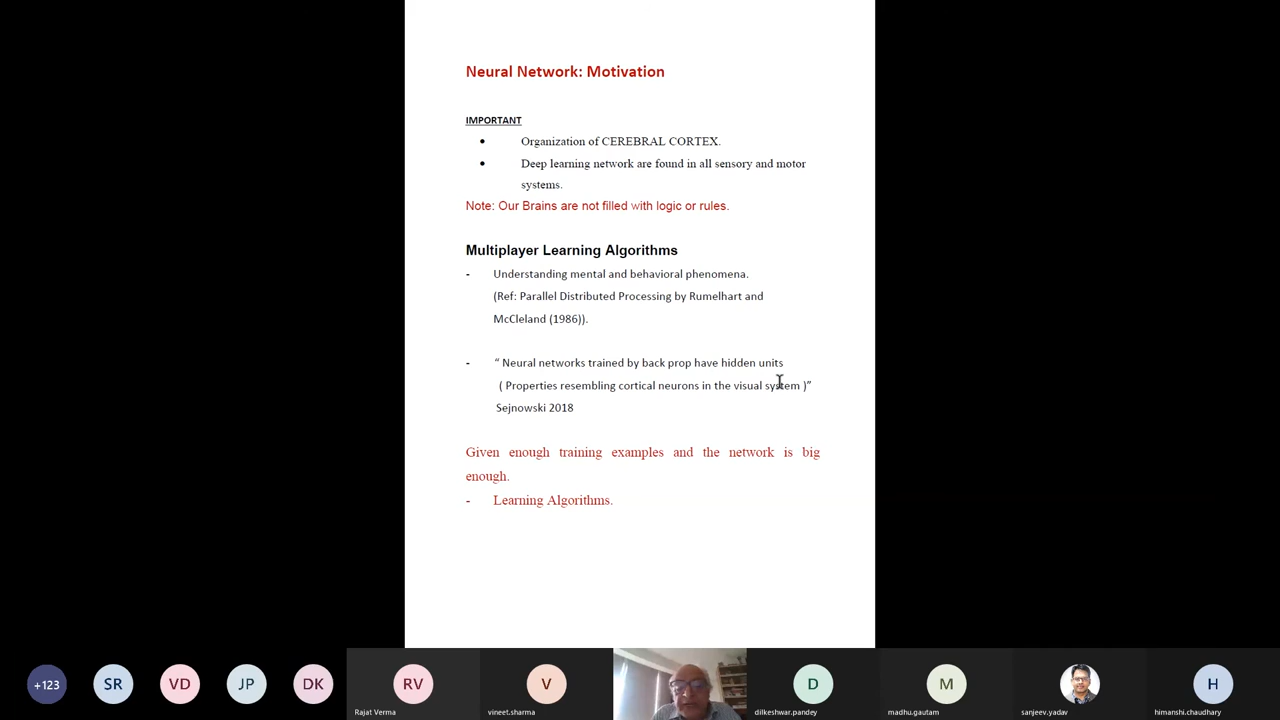 Neural Network: Motivation
IMPORTANT
• Organization of CEREBRAL CORTEX.
• Deep learning network are found in all sensory and motor
systems.
Note: Our Brains are not filled with logic or rules.
Multiplayer Learning Algorithms
- Understanding mental and behavioral phenomena.
(Ref: Parallel Distributed Processing by Rumelhart and
McCleland (1986)).
- “ Neural networks trained by back prop have hidden units
( Properties resembling cortical neurons in the visual system )”
Sejnowski 2018
Given enough training examples and the network is big
enough.
- Learning Algorithms.
+123 SR VD JP DK RV V D M H
Rajat Verma vineet.sharma dilkeshwar.pandey madhu.gautam sanjeev.yadav himanshi.chaudhary